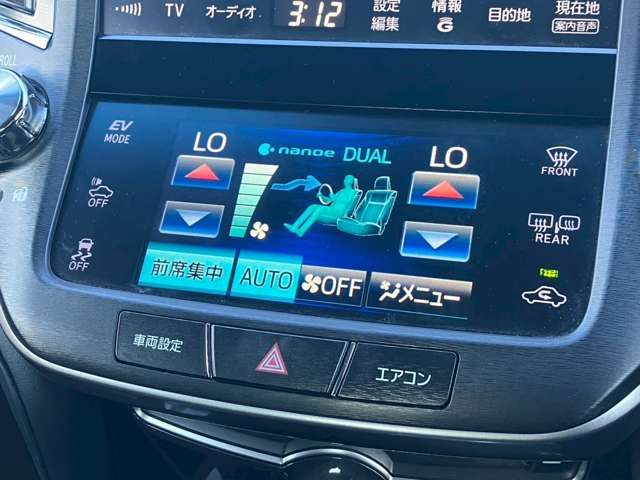 TV オーディオ 3:12 設定編集 情報G 目的地 現在地 案内音声
EV MODE
LO
nanoe DUAL
LO
FRONT
OFF
REAR
OFF
前席集中 AUTO OFF メニュー
車両設定
エアコン